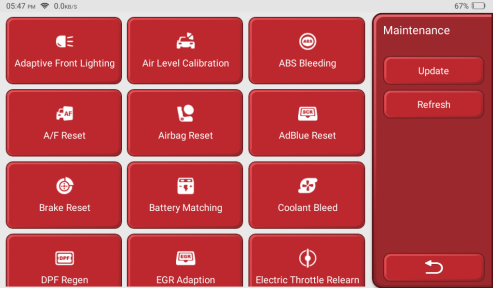 05:47 PM 0.0KB/S 67%
Adaptive Front Lighting
Air Level Calibration
ABS
ABS Bleeding
Maintenance
Update
Refresh
AF
A/F Reset
Airbag Reset
SCR
AdBlue Reset
Brake Reset
Battery Matching
Coolant Bleed
DPF
DPF Regen
EGR
EGR Adaption
Electric Throttle Relearn